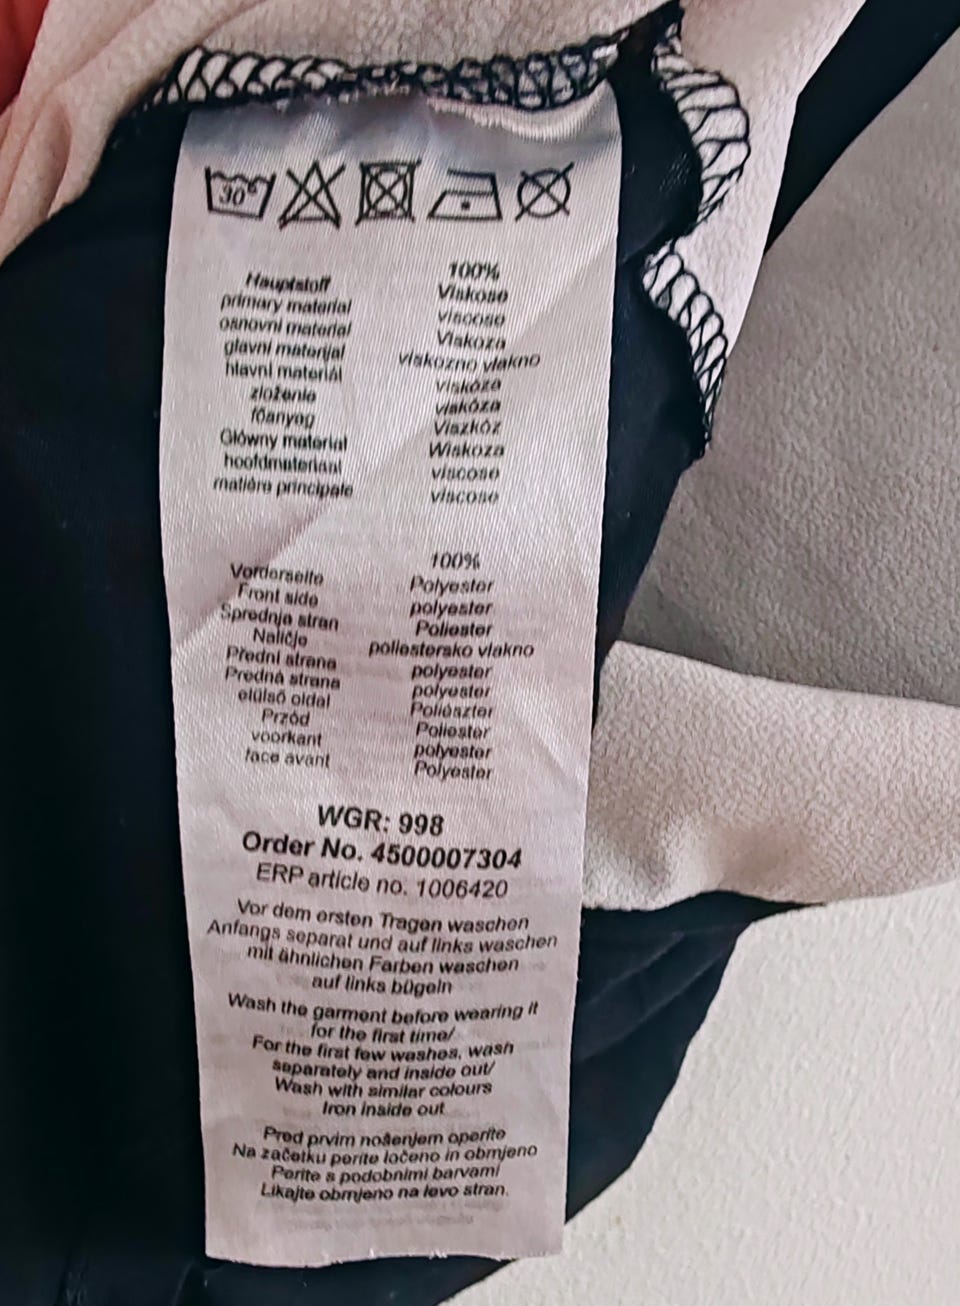 30°
Hauptstoff 100%
primary material Viskose
osnovni material viscose
glavni materijal Viskoza
hlavní materiál viskozno vlakno
zloženie viskóza
főanyag viskóza
Główny materiał Viszkóz
hoofdmateriaal Wiskoza
matière principale viscose
viscose
100%
Vorderseite Polyester
Front side polyester
Sprednja stran Poliester
Naličje poliestersko vlakno
Přední strana polyester
Predná strana polyester
elülső oldal Poliészter
Przód Poliester
voorkant polyester
face avant Polyester
WGR: 998
Order No. 4500007304
ERP article no. 1006420
Vor dem ersten Tragen waschen
Anfangs separat und auf links waschen
mit ähnlichen Farben waschen
auf links bügeln
Wash the garment before wearing it
for the first time/
For the first few washes, wash
separately and inside out/
Wash with similar colours
Iron inside out
Pred prvim nošenjem operite
Na začetku perite ločeno in obrnjeno
Perite s podobnimi barvami
Likajte obrnjeno na levo stran.